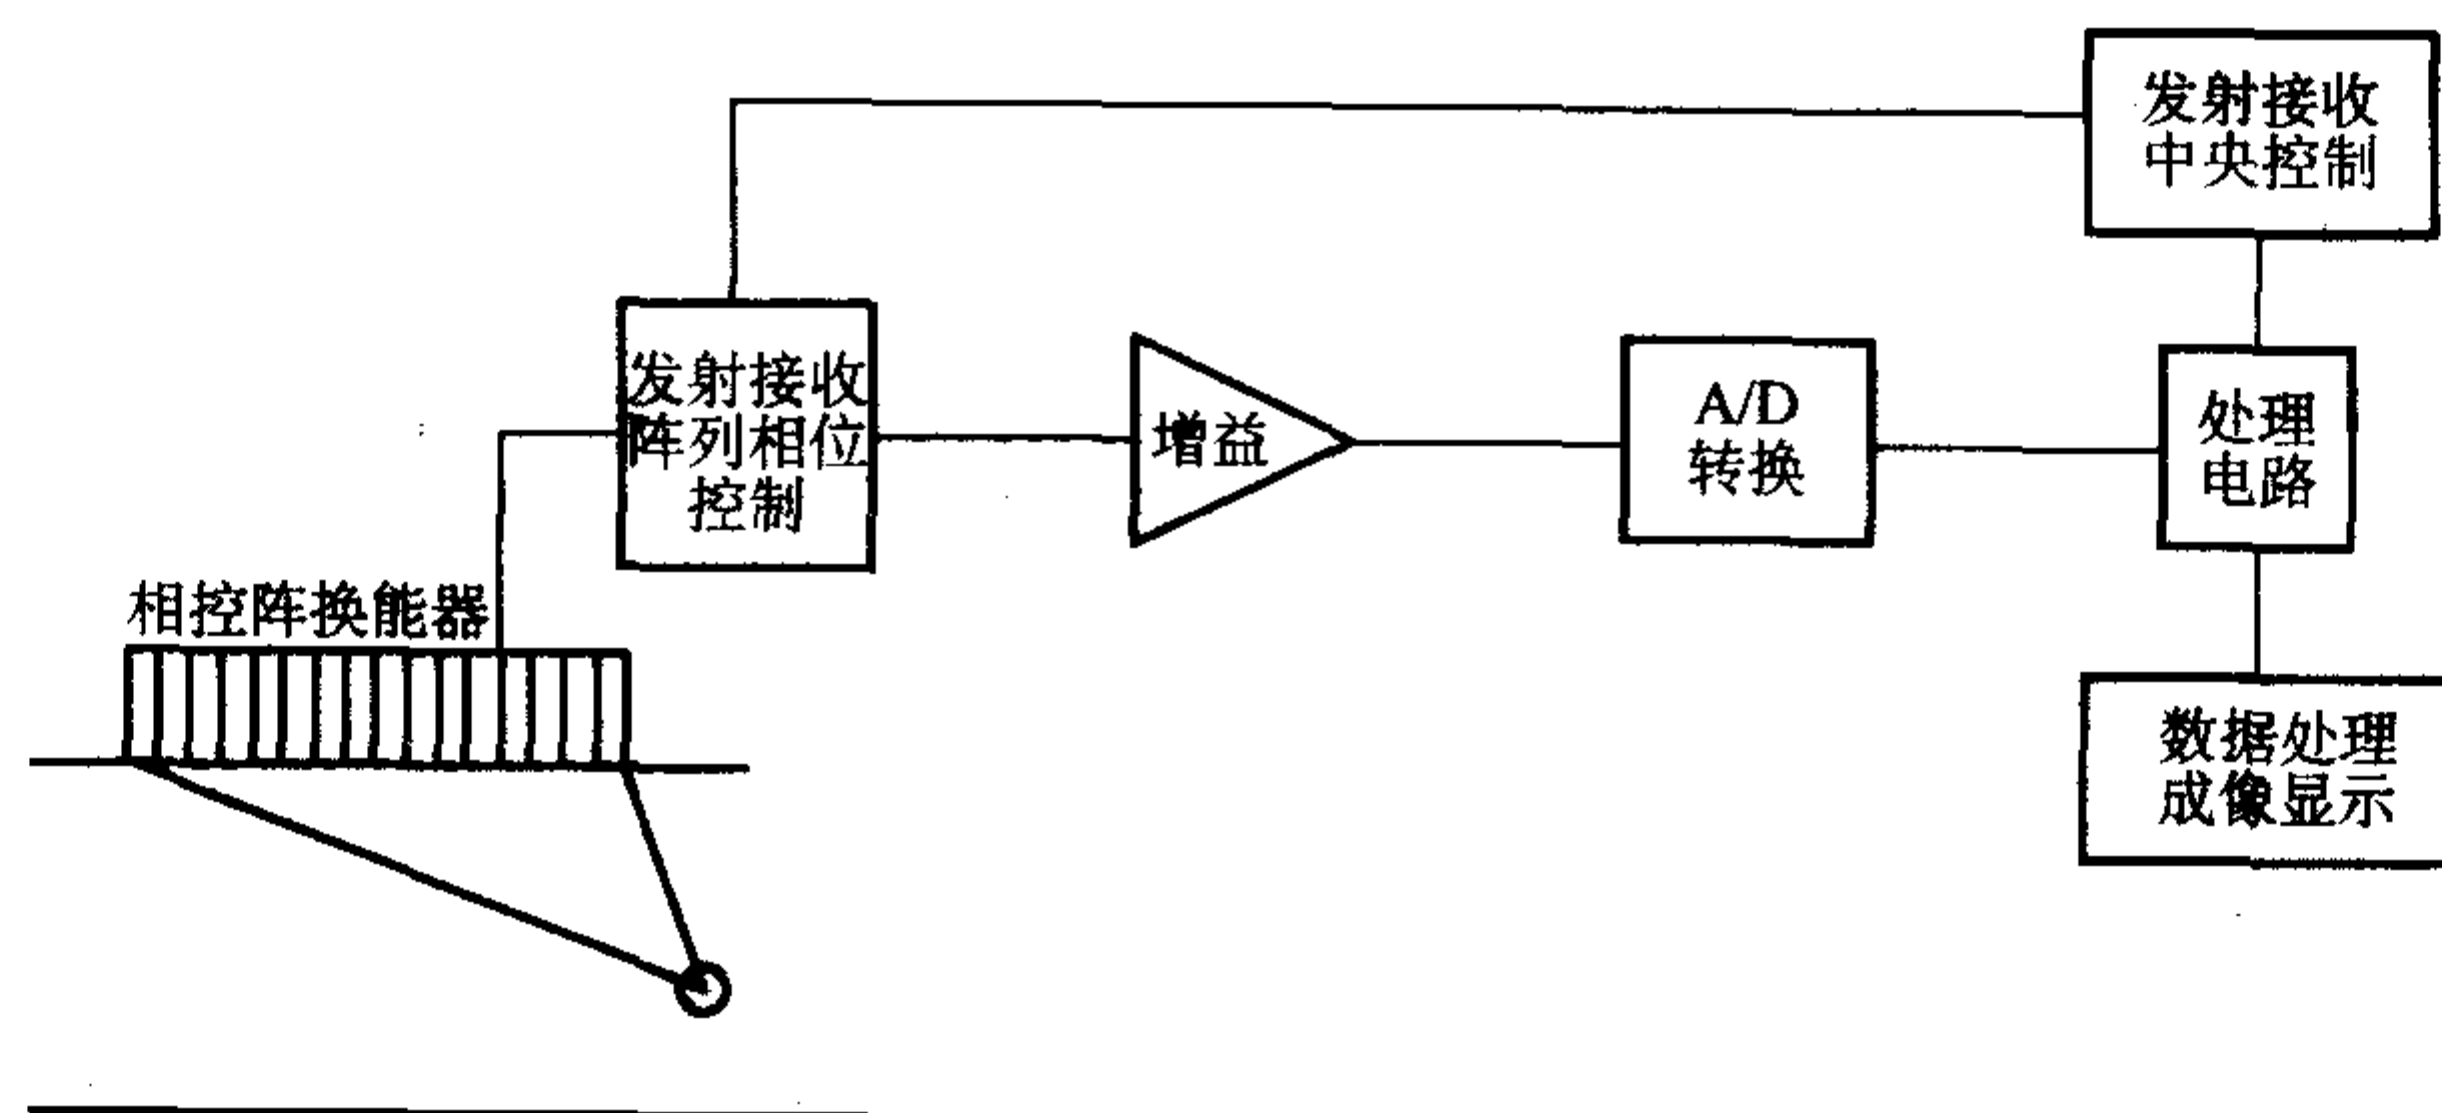 发射接收
中央控制
发射接收
阵列相位
控制
增益
A/D
转换
处理
电路
相控阵换能器
数据处理
成像显示